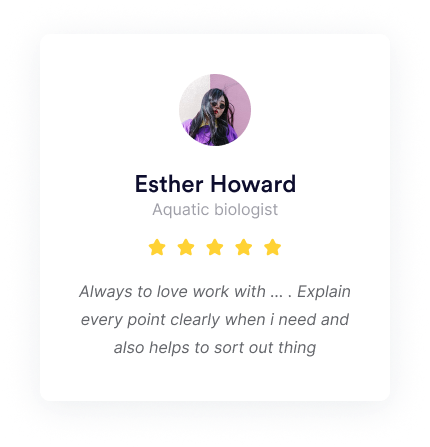 Esther Howard
Aquatic biologist
Always to love work with ... . Explain
every point clearly when i need and
also helps to sort out thing